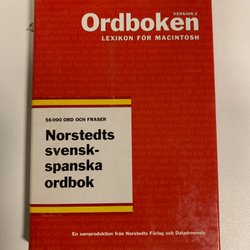 VERSION 2
Ordboken
LEXIKON FÖR MACINTOSH
56 000 ORD OCH FRASER
Norstedts
svensk-
spanska
ordbok
En samproduktion från Norstedts Förlag och Datadromeda